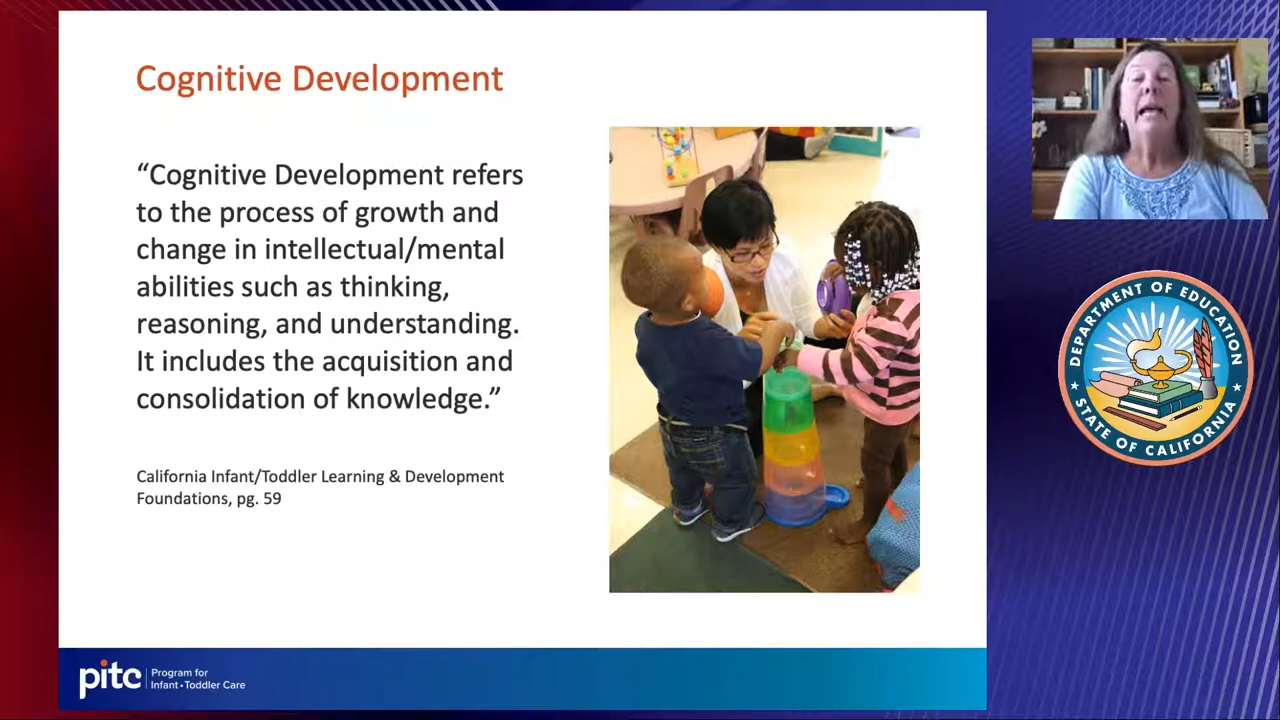 Cognitive Development
“Cognitive Development refers
to the process of growth and
change in intellectual/mental
abilities such as thinking,
reasoning, and understanding.
It includes the acquisition and
consolidation of knowledge.”
California Infant/Toddler Learning & Development
Foundations, pg. 59
pitc
Program for
Infant•Toddler Care
DEPARTMENT OF EDUCATION
STATE OF CALIFORNIA